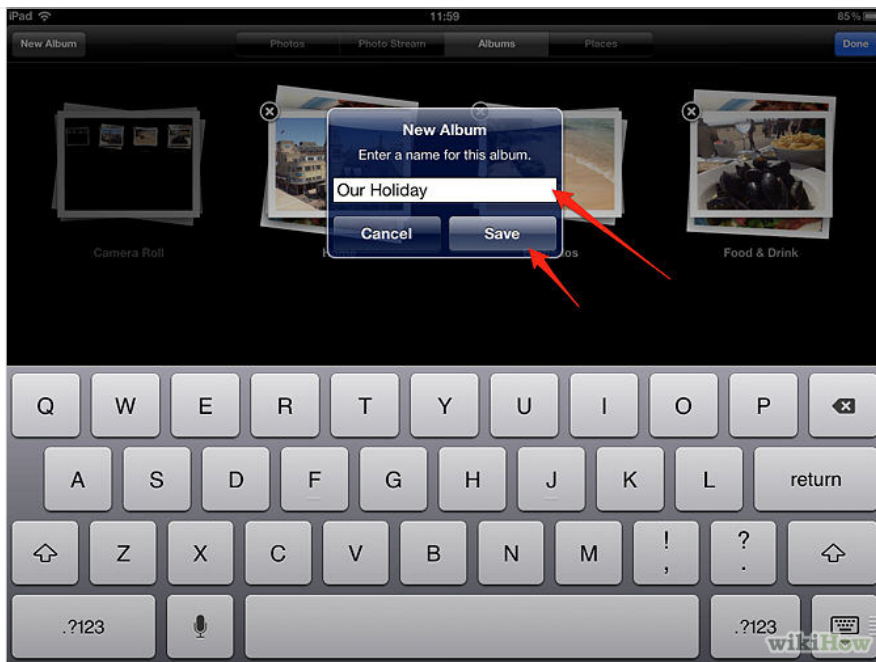 iPad 11:59 85%
New Album Photos Photo Stream Albums Places Done
New Album
Enter a name for this album.
Our Holiday
Cancel Save
Camera Roll Food & Drink
Q W E R T Y U I O P
A S D F G H J K L return
Z X C V B N M ! , ? .
.?123 .?123
wikiHow